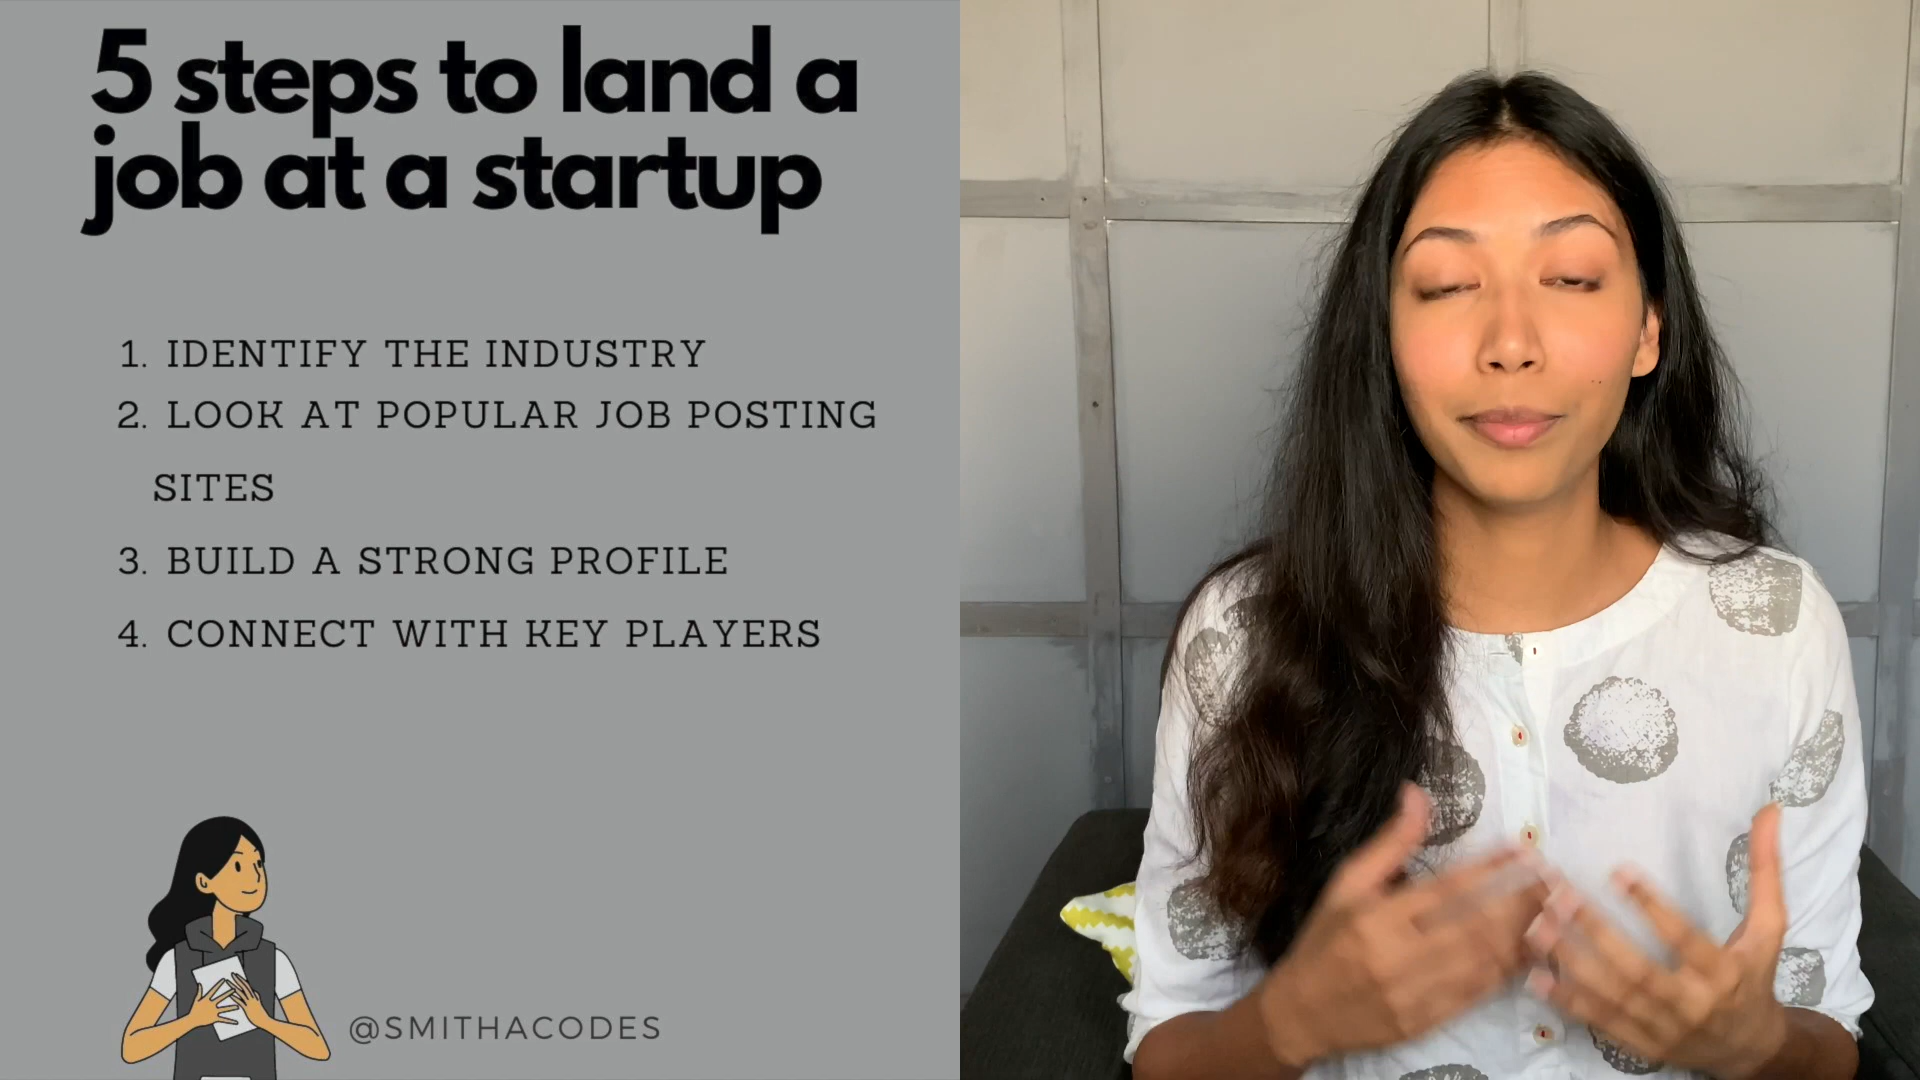 5 steps to land a
job at a startup
1. IDENTIFY THE INDUSTRY
2. LOOK AT POPULAR JOB POSTING
SITES
3. BUILD A STRONG PROFILE
4. CONNECT WITH KEY PLAYERS
@SMITHACODES